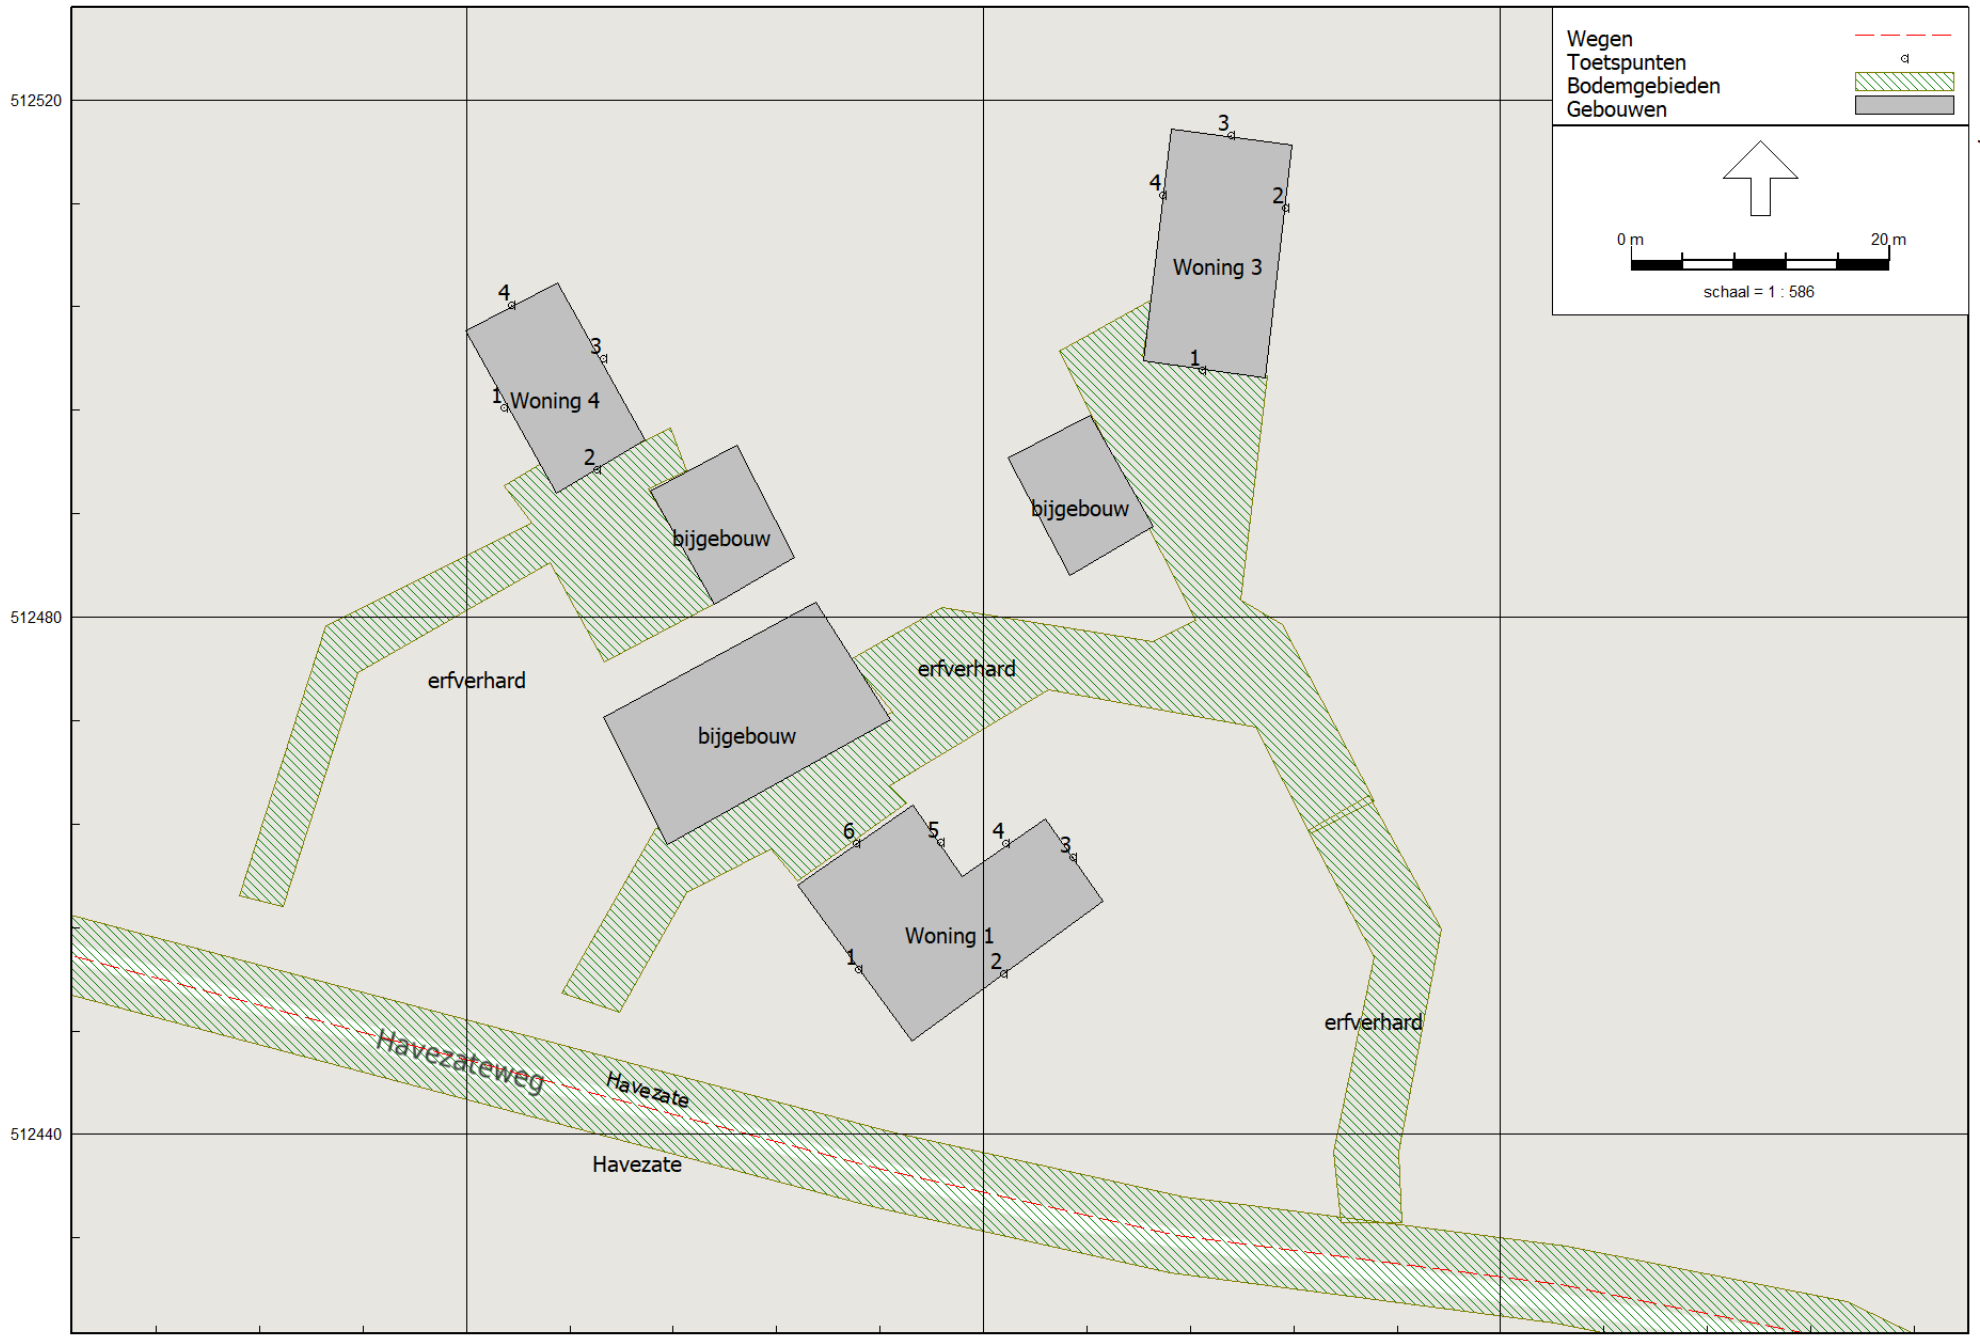 Wegen
Toetspunten
Bodemgebieden
Gebouwen
0 m 20 m
schaal = 1 : 586
512520
3
4
2
Woning 3
1
4
3
1
Woning 4
2
bijgebouw
bijgebouw
512480
erfverhard
erfverhard
bijgebouw
6
5
4
3
Woning 1
1
2
erfverhard
Havezateweg
Havezate
512440
Havezate